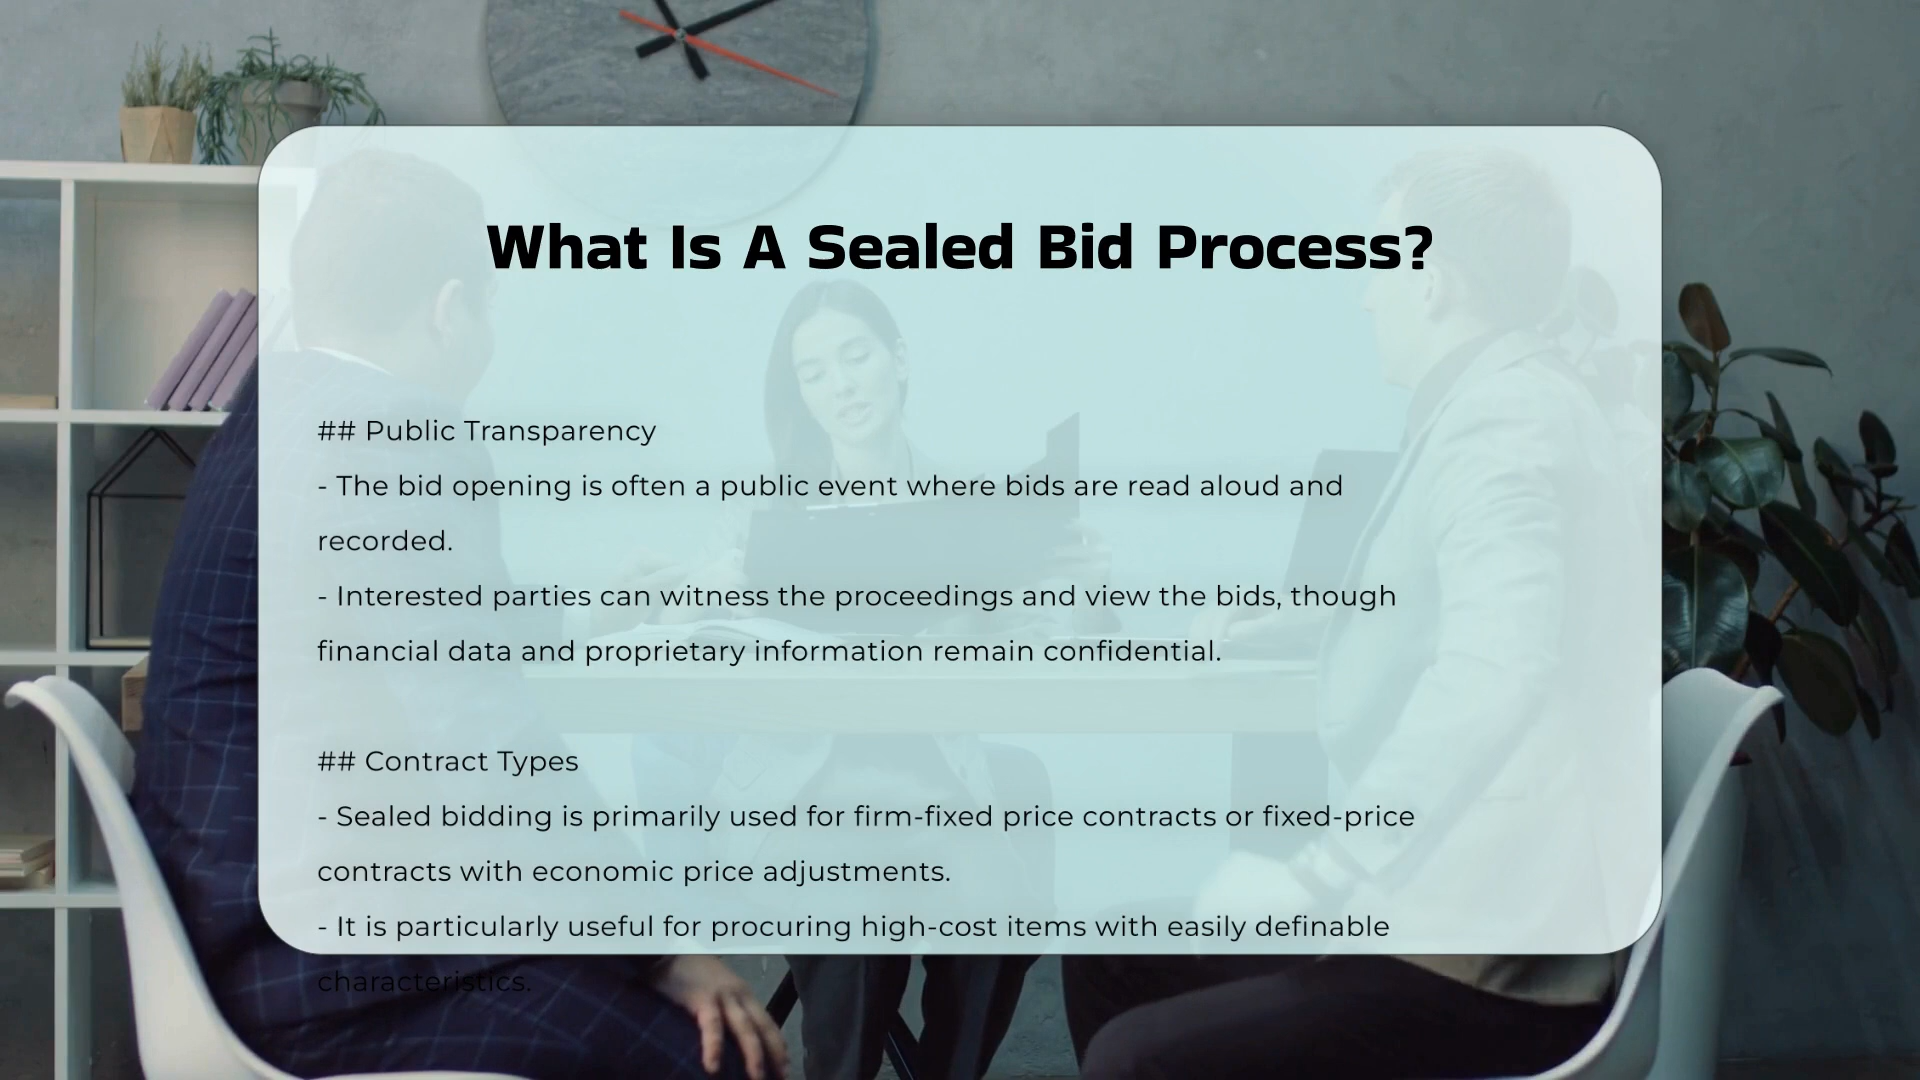 What Is A Sealed Bid Process?
## Public Transparency
- The bid opening is often a public event where bids are read aloud and
recorded.
- Interested parties can witness the proceedings and view the bids, though
financial data and proprietary information remain confidential.
## Contract Types
- Sealed bidding is primarily used for firm-fixed price contracts or fixed-price
contracts with economic price adjustments.
- It is particularly useful for procuring high-cost items with easily definable
characteristics.